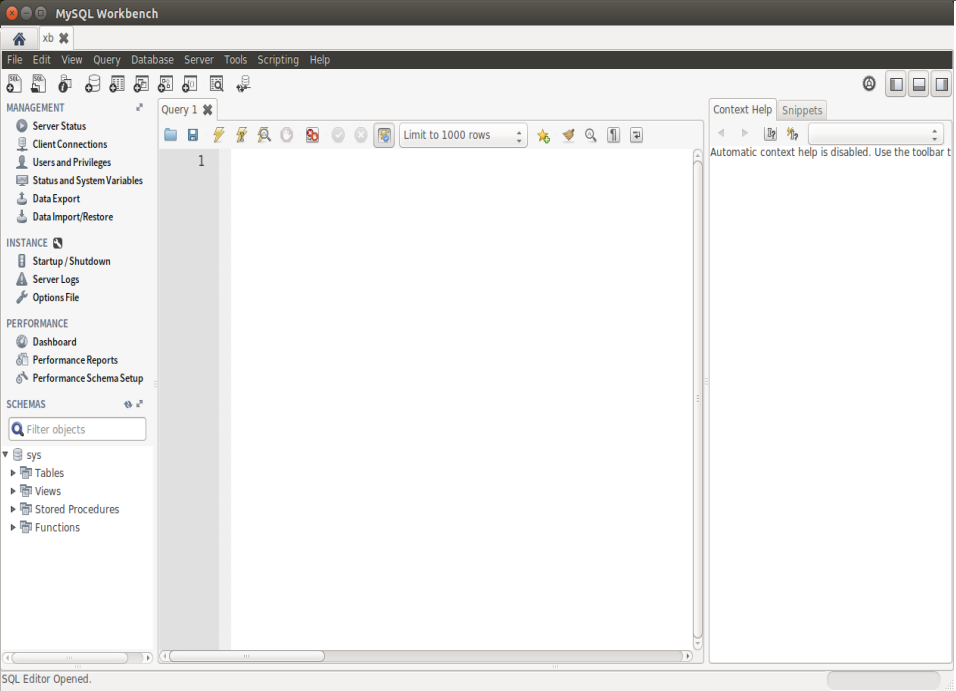 MySQL Workbench
xb
File Edit View Query Database Server Tools Scripting Help
MANAGEMENT
Server Status
Client Connections
Users and Privileges
Status and System Variables
Data Export
Data Import/Restore
INSTANCE
Startup / Shutdown
Server Logs
Options File
PERFORMANCE
Dashboard
Performance Reports
Performance Schema Setup
SCHEMAS
Filter objects
sys
Tables
Views
Stored Procedures
Functions
Query 1
Limit to 1000 rows
1
Context Help Snippets
Automatic context help is disabled. Use the toolbar t
SQL Editor Opened.